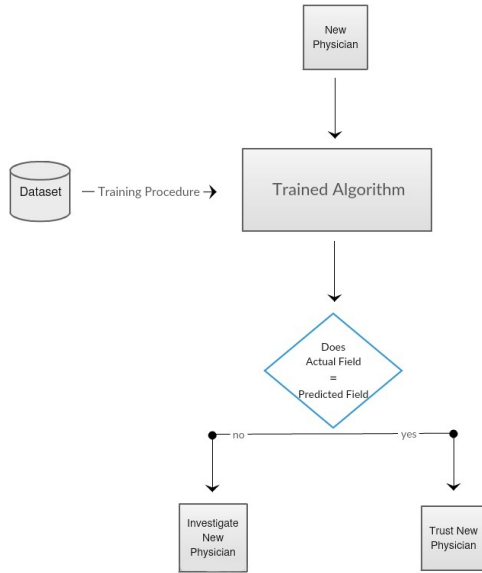 New
Physician
Dataset
Training Procedure
Trained Algorithm
Does
Actual Field
=
Predicted Field
no
yes
Investigate
New
Physician
Trust New
Physician